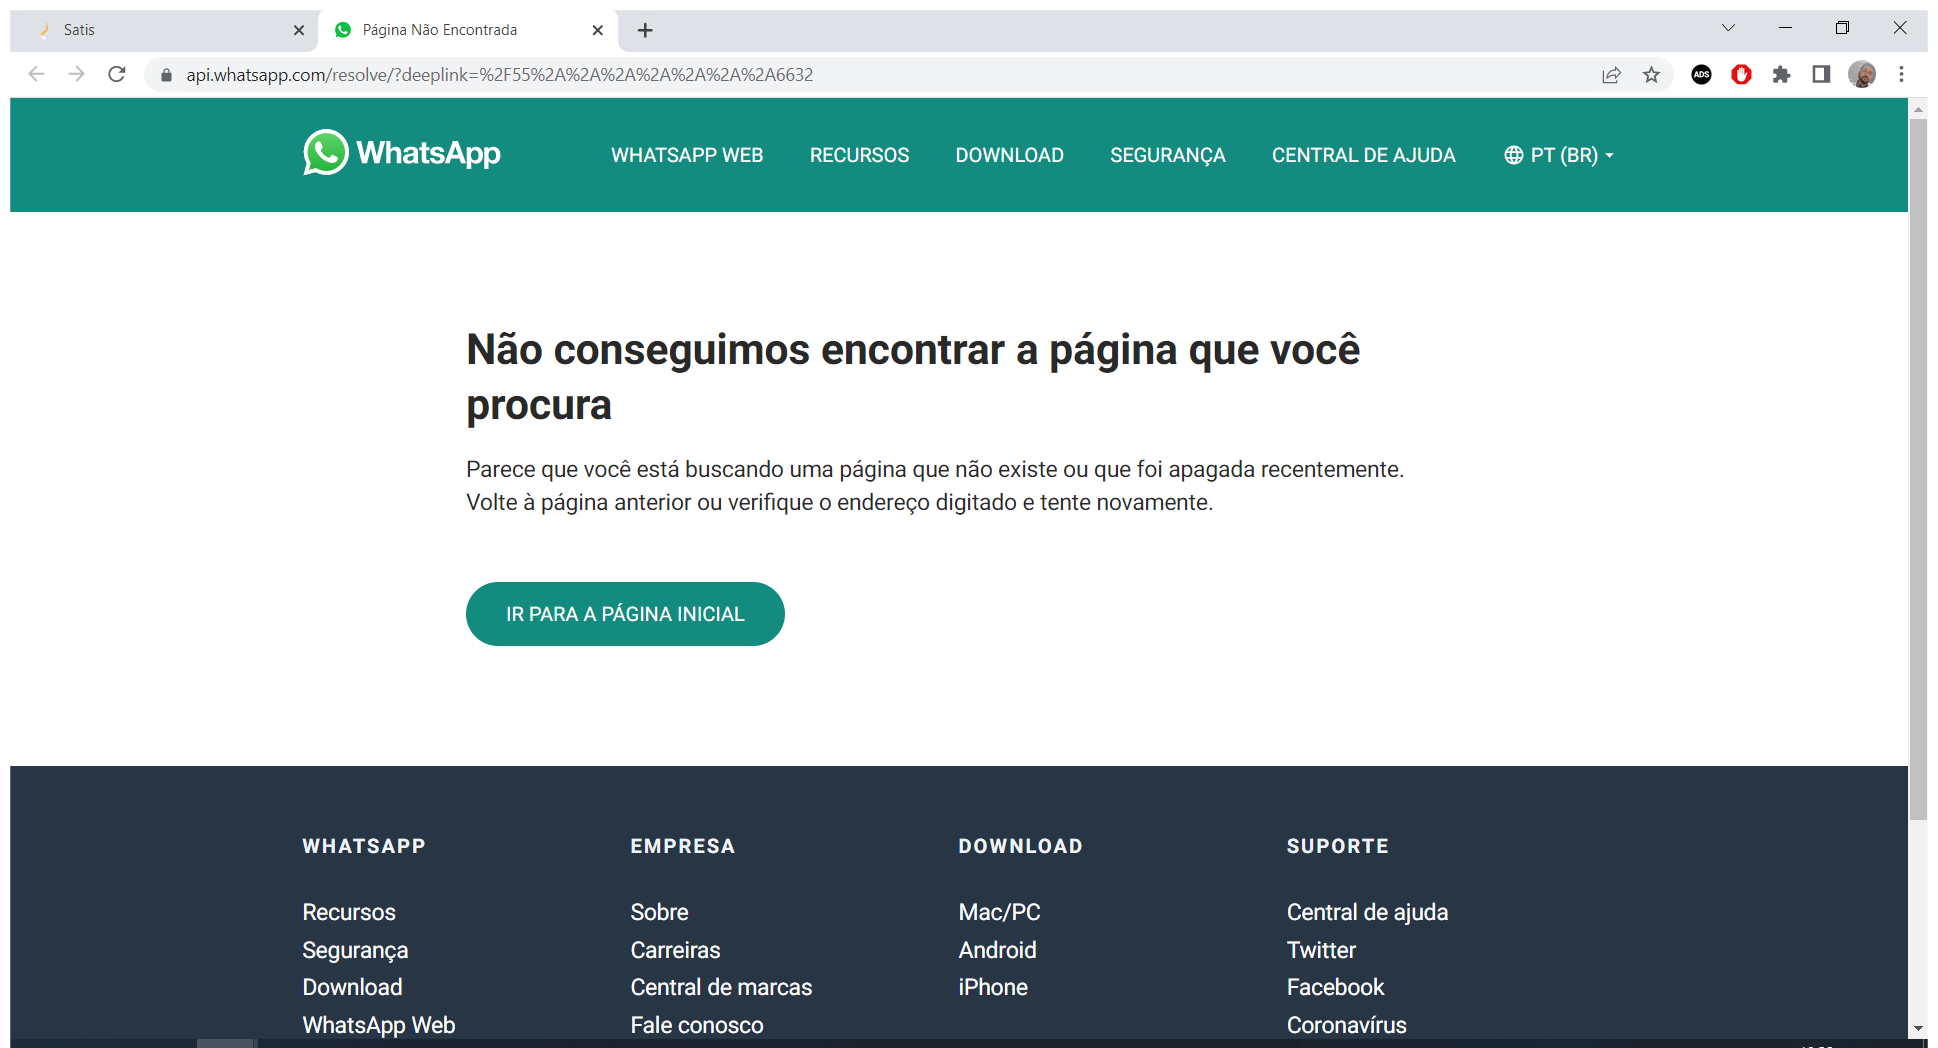 Satis
Página Não Encontrada
api.whatsapp.com/resolve/?deeplink=%2F55%2A%2A%2A%2A%2A%2A%2A6632
ADS
WhatsApp
WHATSAPP WEB
RECURSOS
DOWNLOAD
SEGURANÇA
CENTRAL DE AJUDA
PT (BR)
Não conseguimos encontrar a página que você
procura
Parece que você está buscando uma página que não existe ou que foi apagada recentemente.
Volte à página anterior ou verifique o endereço digitado e tente novamente.
IR PARA A PÁGINA INICIAL
WHATSAPP
Recursos
Segurança
Download
WhatsApp Web
EMPRESA
Sobre
Carreiras
Central de marcas
Fale conosco
DOWNLOAD
Mac/PC
Android
iPhone
SUPORTE
Central de ajuda
Twitter
Facebook
Coronavírus